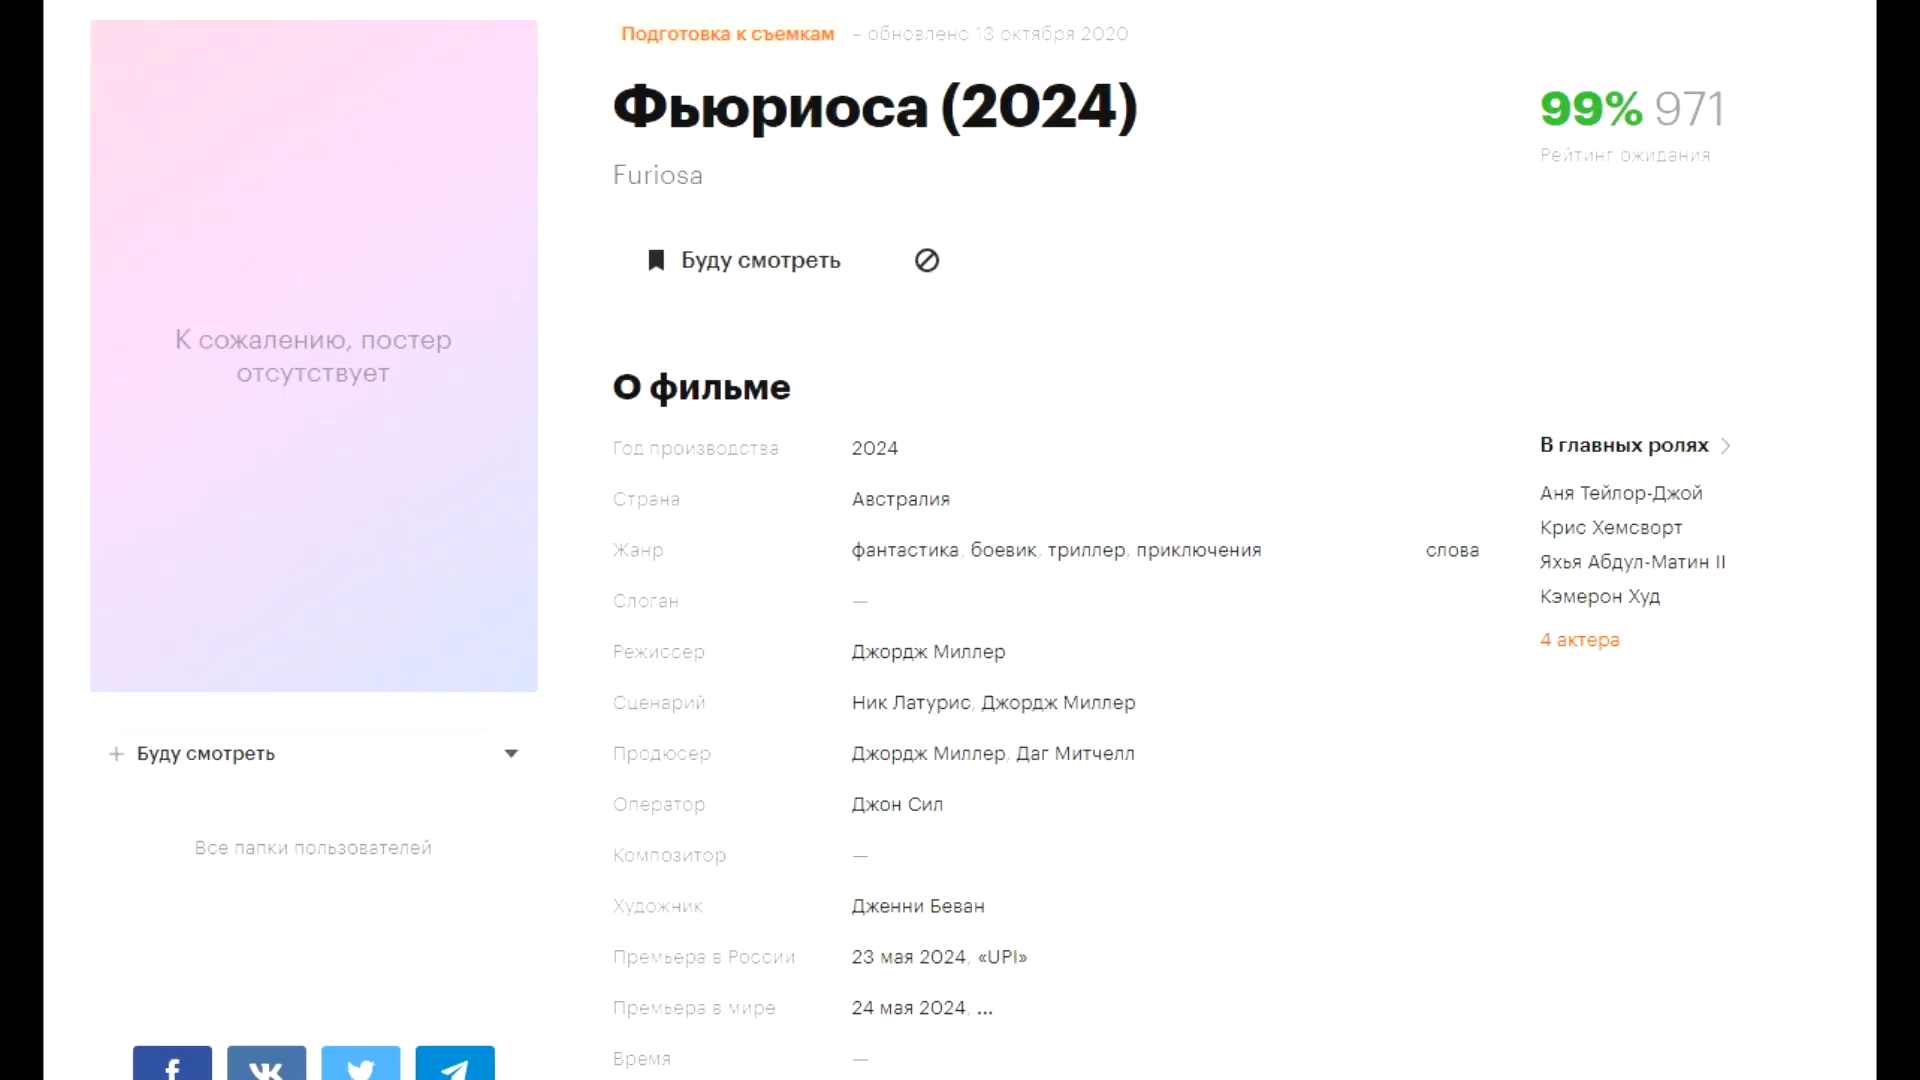 Подготовка к съемкам – обновлено 13 октября 2020
Фьюриоса (2024)
Furiosa
99% 971
Рейтинг ожидания
Буду смотреть
К сожалению, постер
отсутствует
О фильме
Год производства 2024
Страна Австралия
Жанр фантастика, боевик, триллер, приключения слова
Слоган —
Режиссер Джордж Миллер
Сценарий Ник Латурис, Джордж Миллер
Продюсер Джордж Миллер, Даг Митчелл
Оператор Джон Сил
Композитор —
Художник Дженни Беван
Премьера в России 23 мая 2024, «UPI»
Премьера в мире 24 мая 2024, ...
Время —
В главных ролях
Аня Тейлор-Джой
Крис Хемсворт
Яхья Абдул-Матин II
Кэмерон Худ
4 актера
+ Буду смотреть
Все папки пользователей